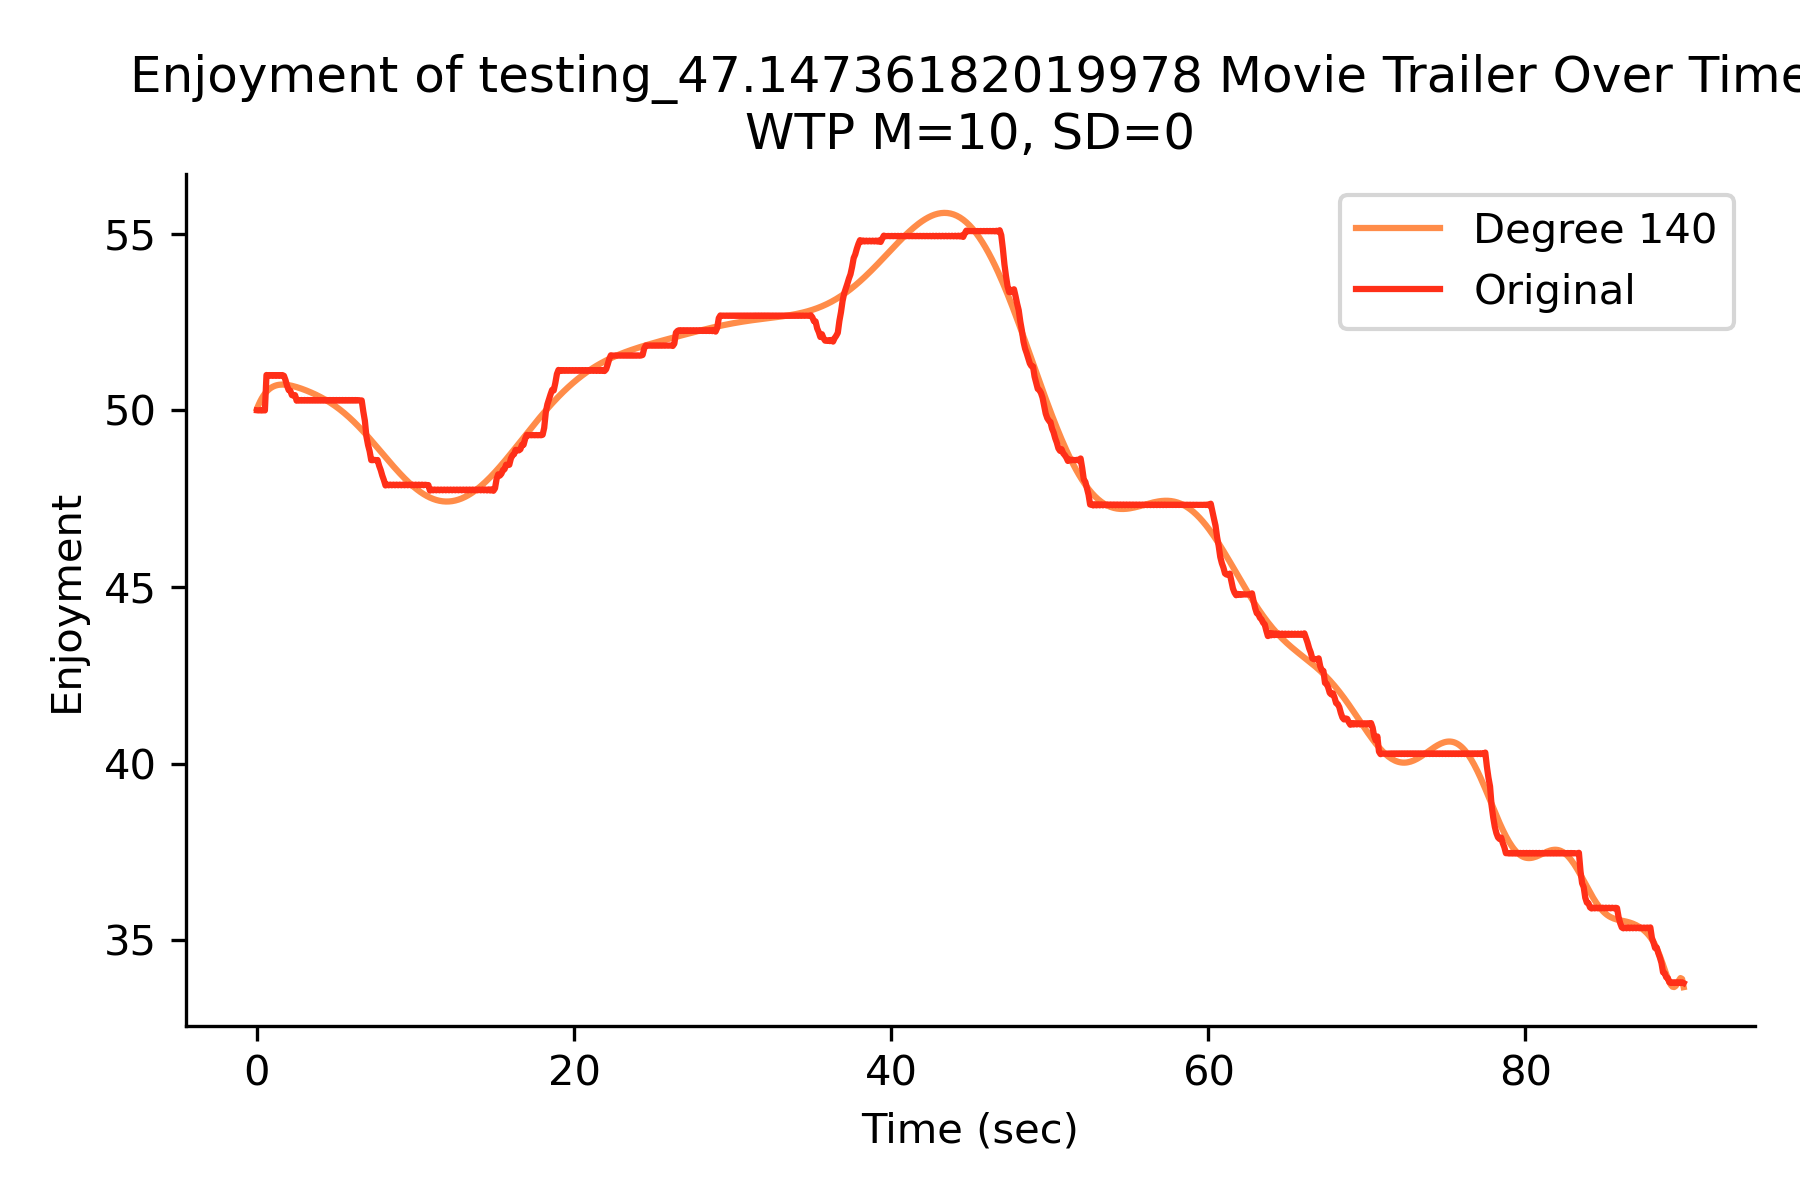 Enjoyment of testing_47.14736182019978 Movie Trailer Over Time
WTP M=10, SD=0
Degree 140
Original
55
50
45
40
35
Enjoyment
0 20 40 60 80
Time (sec)